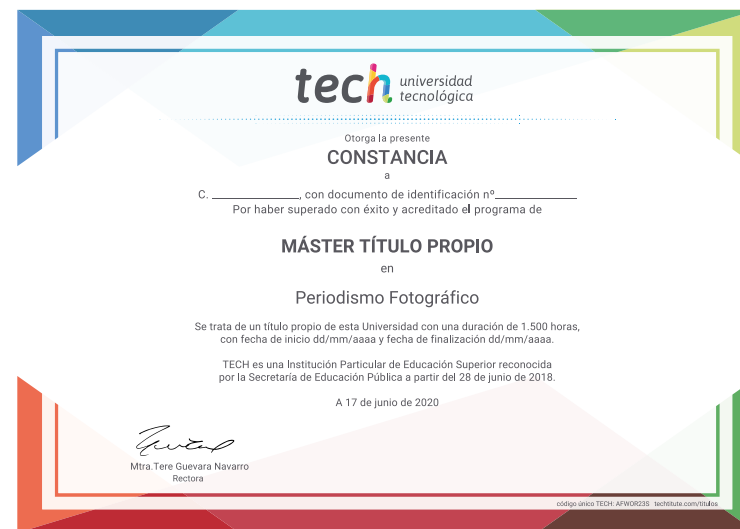 tech universidad
tecnológica
Otorga la presente
CONSTANCIA
a
C. ______________, con documento de identificación nº______________
Por haber superado con éxito y acreditado el programa de
MÁSTER TÍTULO PROPIO
en
Periodismo Fotográfico
Se trata de un título propio de esta Universidad con una duración de 1.500 horas,
con fecha de inicio dd/mm/aaaa y fecha de finalización dd/mm/aaaa.
TECH es una Institución Particular de Educación Superior reconocida
por la Secretaría de Educación Pública a partir del 28 de junio de 2018.
A 17 de junio de 2020
Mtra.Tere Guevara Navarro
Rectora
código único TECH: AFWOR23S techtitute.com/titulos